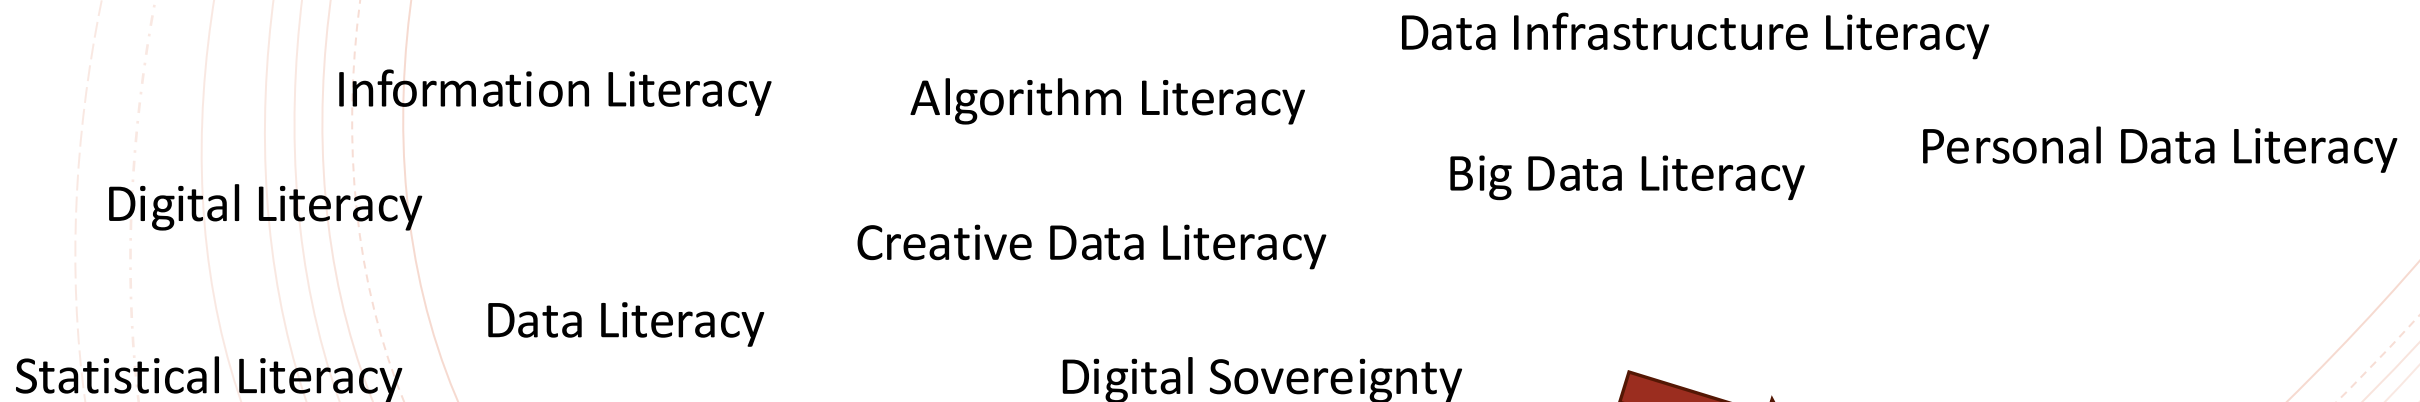 Data Infrastructure Literacy
Information Literacy
Algorithm Literacy
Personal Data Literacy
Big Data Literacy
Digital Literacy
Creative Data Literacy
Data Literacy
Statistical Literacy
Digital Sovereignty